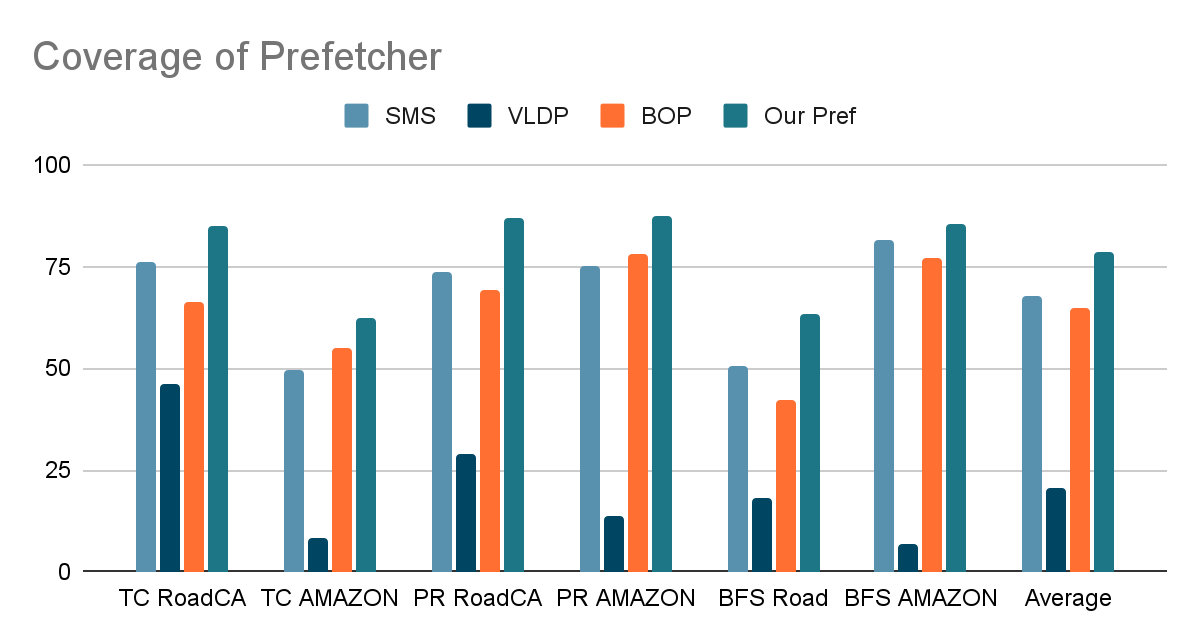 Coverage of Prefetcher
SMS VLDP BOP Our Pref
100
75
50
25
0
TC RoadCA TC AMAZON PR RoadCA PR AMAZON BFS Road BFS AMAZON Average